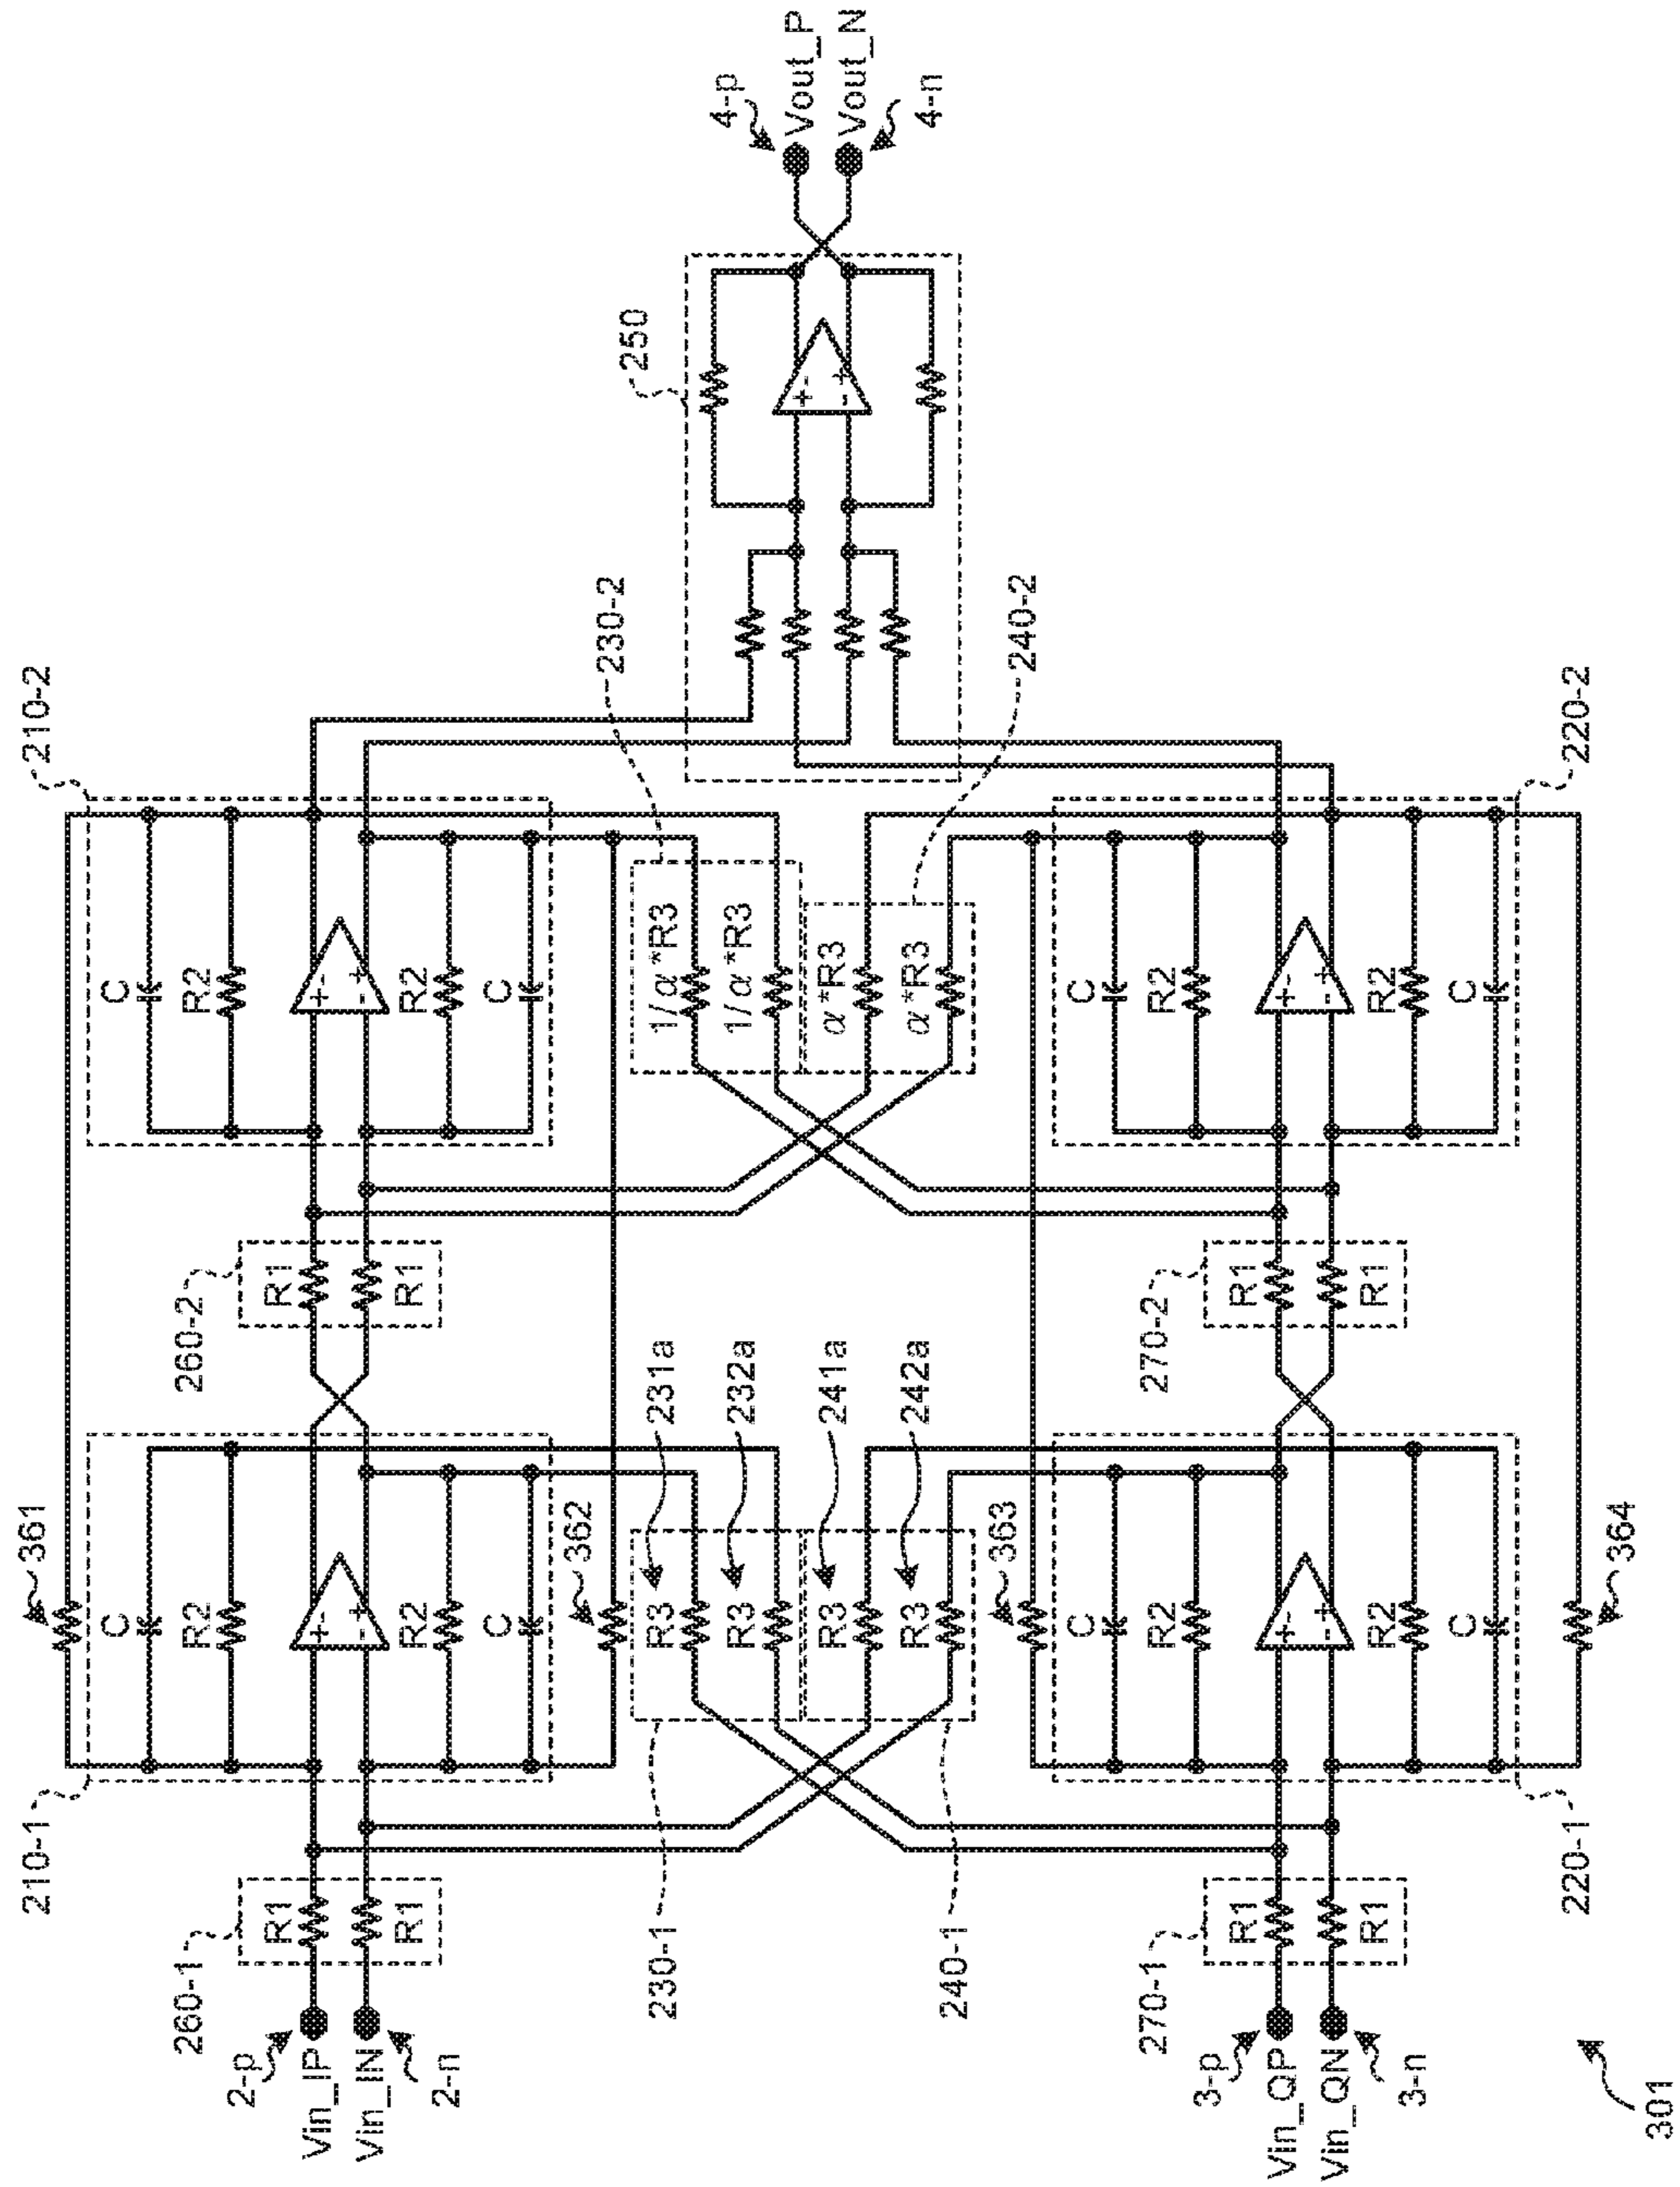 210-1
361
210-2
260-1
R1
R1
C
R2
+
-
-
+
R2
C
362
260-2
R1
R1
C
R2
+
-
-
+
R2
C
2-p
Vin_IP
Vin_IN
2-n
230-1
R3
231a
R3
232a
R3
241a
R3
242a
240-1
1/α*R3
1/α*R3
α*R3
α*R3
230-2
240-2
250
+
-
-
+
4-p
Vout_P
Vout_N
4-n
270-1
R1
R1
363
C
R2
+
-
-
+
R2
C
364
220-1
270-2
R1
R1
C
R2
+
-
-
+
R2
C
220-2
3-p
Vin_QP
Vin_QN
3-n
301